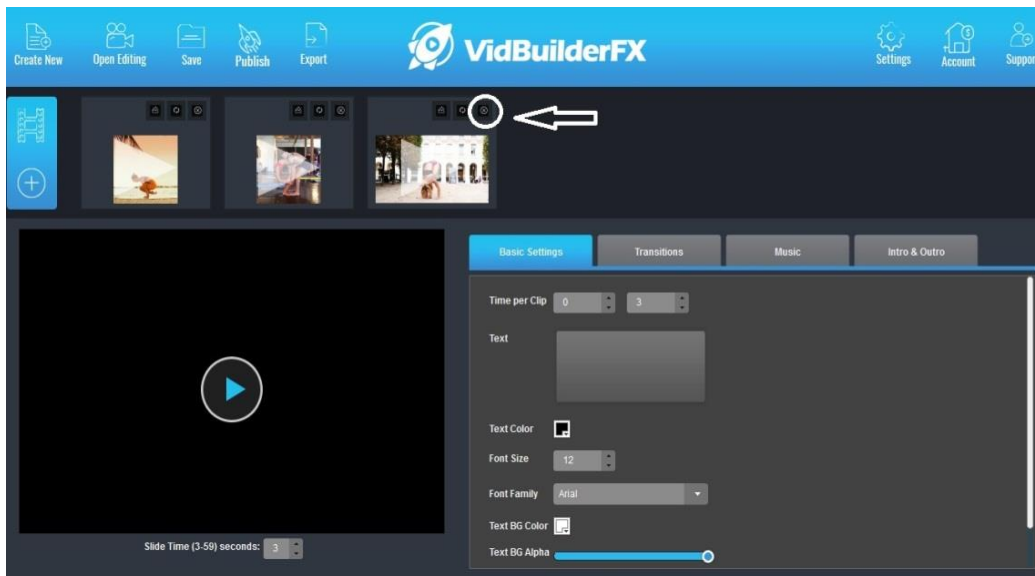 VidBuilderFX
Create New
Open Editing
Save
Publish
Export
Settings
Account
Suppor
Basic Settings
Transitions
Music
Intro & Outro
Time per Clip 0 3
Text
Text Color
Font Size 12
Font Family Arial
Text BG Color
Text BG Alpha
Slide Time (3-59) seconds: 3